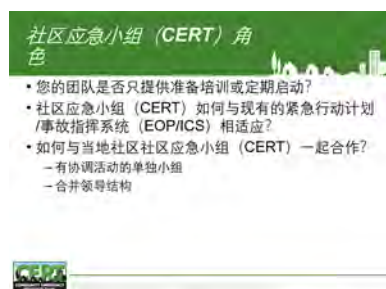 社区应急小组（CERT）角
色
• 您的团队是否只提供准备培训或定期启动？
• 社区应急小组（CERT）如何与现有的紧急行动计划
/事故指挥系统（EOP/ICS）相适应？
• 如何与当地社区社区应急小组（CERT）一起合作？
– 有协调活动的单独小组
– 合并领导结构
CERT